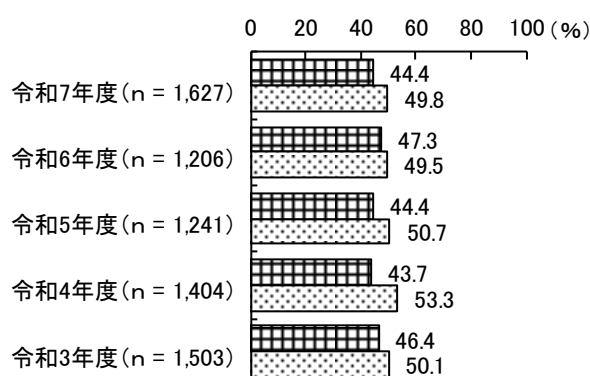 0 20 40 60 80 100 (%)
令和7年度(n = 1,627) 44.4
49.8
令和6年度(n = 1,206) 47.3
49.5
令和5年度(n = 1,241) 44.4
50.7
令和4年度(n = 1,404) 43.7
53.3
令和3年度(n = 1,503) 46.4
50.1